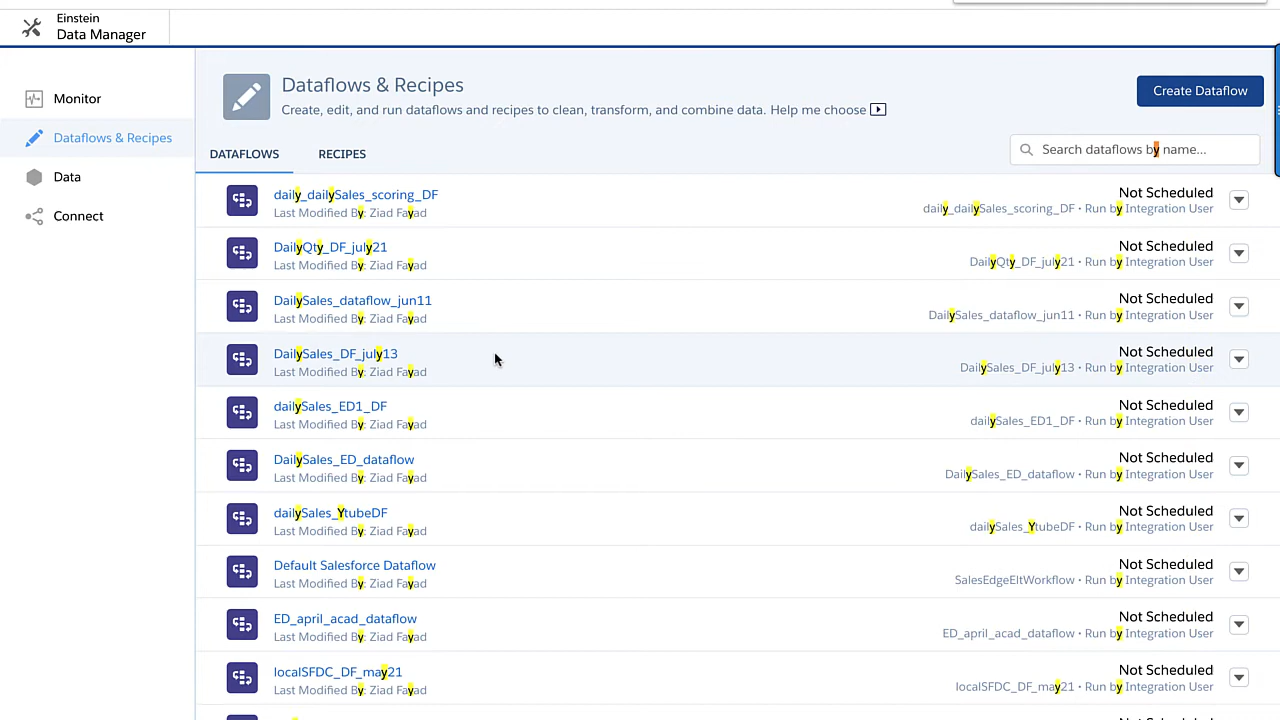 Einstein
Data Manager
Monitor
Dataflows & Recipes
Data
Connect
Dataflows & Recipes
Create, edit, and run dataflows and recipes to clean, transform, and combine data. Help me choose
Create Dataflow
DATAFLOWS RECIPES
Search dataflows by name...
daily_dailySales_scoring_DF
Last Modified By: Ziad Fayad
Not Scheduled
daily_dailySales_scoring_DF • Run by Integration User
DailyQty_DF_july21
Last Modified By: Ziad Fayad
Not Scheduled
DailyQty_DF_july21 • Run by Integration User
DailySales_dataflow_jun11
Last Modified By: Ziad Fayad
Not Scheduled
DailySales_dataflow_jun11 • Run by Integration User
DailySales_DF_july13
Last Modified By: Ziad Fayad
Not Scheduled
DailySales_DF_july13 • Run by Integration User
dailySales_ED1_DF
Last Modified By: Ziad Fayad
Not Scheduled
dailySales_ED1_DF • Run by Integration User
DailySales_ED_dataflow
Last Modified By: Ziad Fayad
Not Scheduled
DailySales_ED_dataflow • Run by Integration User
dailySales_YtubeDF
Last Modified By: Ziad Fayad
Not Scheduled
dailySales_YtubeDF • Run by Integration User
Default Salesforce Dataflow
Last Modified By: Ziad Fayad
Not Scheduled
SalesEdgeEltWorkflow • Run by Integration User
ED_april_acad_dataflow
Last Modified By: Ziad Fayad
Not Scheduled
ED_april_acad_dataflow • Run by Integration User
localSFDC_DF_may21
Last Modified By: Ziad Fayad
Not Scheduled
localSFDC_DF_may21 • Run by Integration User